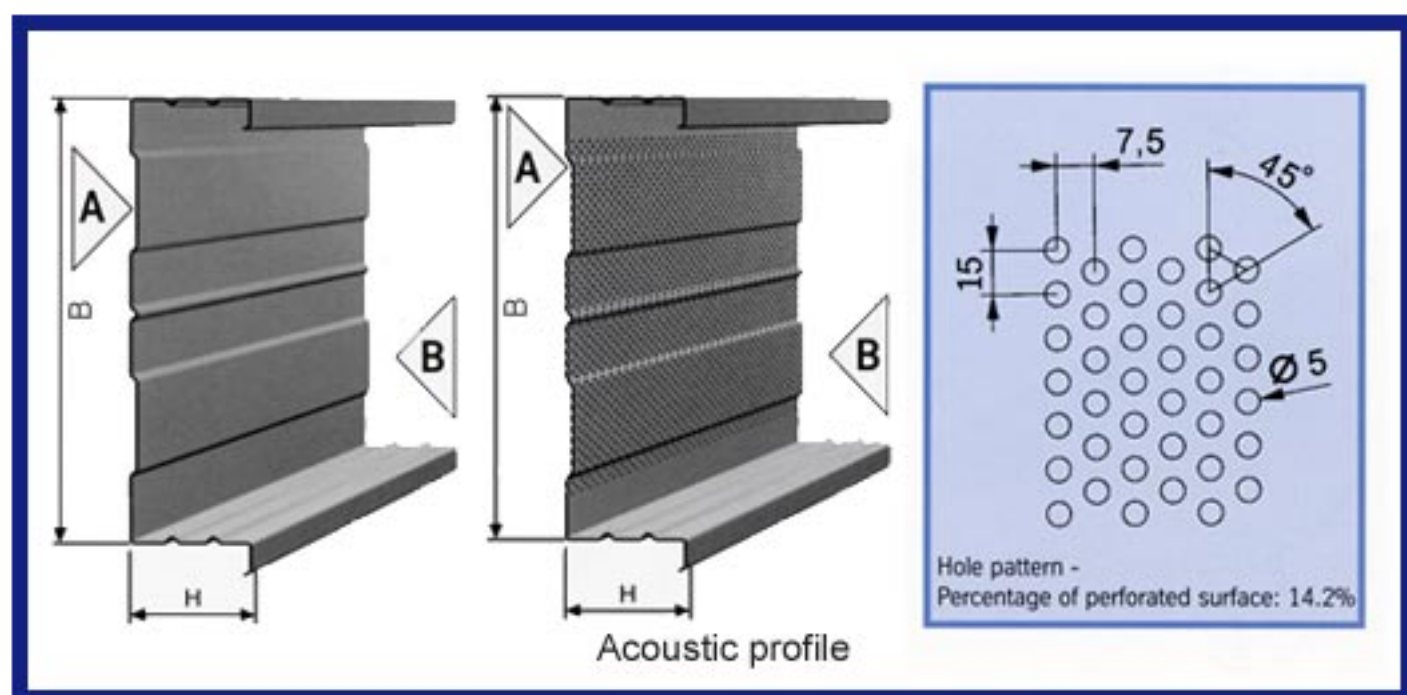 A
B
B
H
A
B
B
H
Acoustic profile
7,5
45°
15
Ø 5
Hole pattern -
Percentage of perforated surface: 14.2%